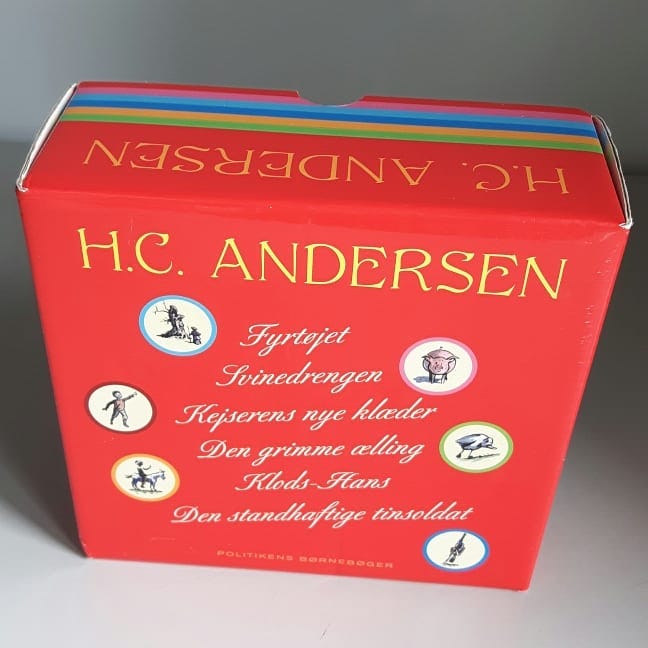 H.C. ANDERSEN
H.C. ANDERSEN
Fyrtøjet
Svinedrengen
Kejserens nye klæder
Den grimme ælling
Klods-Hans
Den standhaftige tinsoldat
POLITIKENS BØRNEBØGER